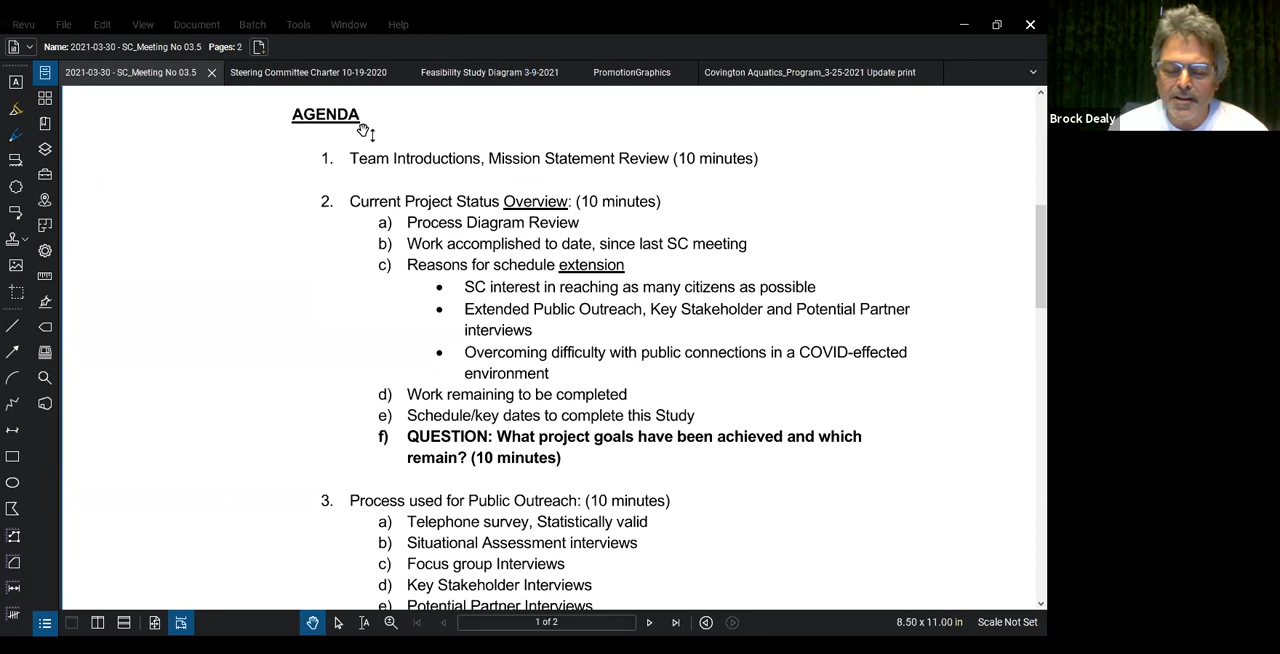 Revu File Edit View Document Batch Tools Window Help
Name: 2021-03-30 - SC_Meeting No 03.5 Pages: 2
2021-03-30 - SC_Meeting No 03.5 Steering Committee Charter 10-19-2020 Feasibility Study Diagram 3-9-2021 PromotionGraphics Covington Aquatics_Program_3-25-2021 Update print
Brock Dealy
AGENDA
1. Team Introductions, Mission Statement Review (10 minutes)
2. Current Project Status Overview: (10 minutes)
a) Process Diagram Review
b) Work accomplished to date, since last SC meeting
c) Reasons for schedule extension
• SC interest in reaching as many citizens as possible
• Extended Public Outreach, Key Stakeholder and Potential Partner
interviews
• Overcoming difficulty with public connections in a COVID-effected
environment
d) Work remaining to be completed
e) Schedule/key dates to complete this Study
f) QUESTION: What project goals have been achieved and which
remain? (10 minutes)
3. Process used for Public Outreach: (10 minutes)
a) Telephone survey, Statistically valid
b) Situational Assessment interviews
c) Focus group Interviews
d) Key Stakeholder Interviews
e) Potential Partner Interviews
1 of 2 8.50 x 11.00 in Scale Not Set